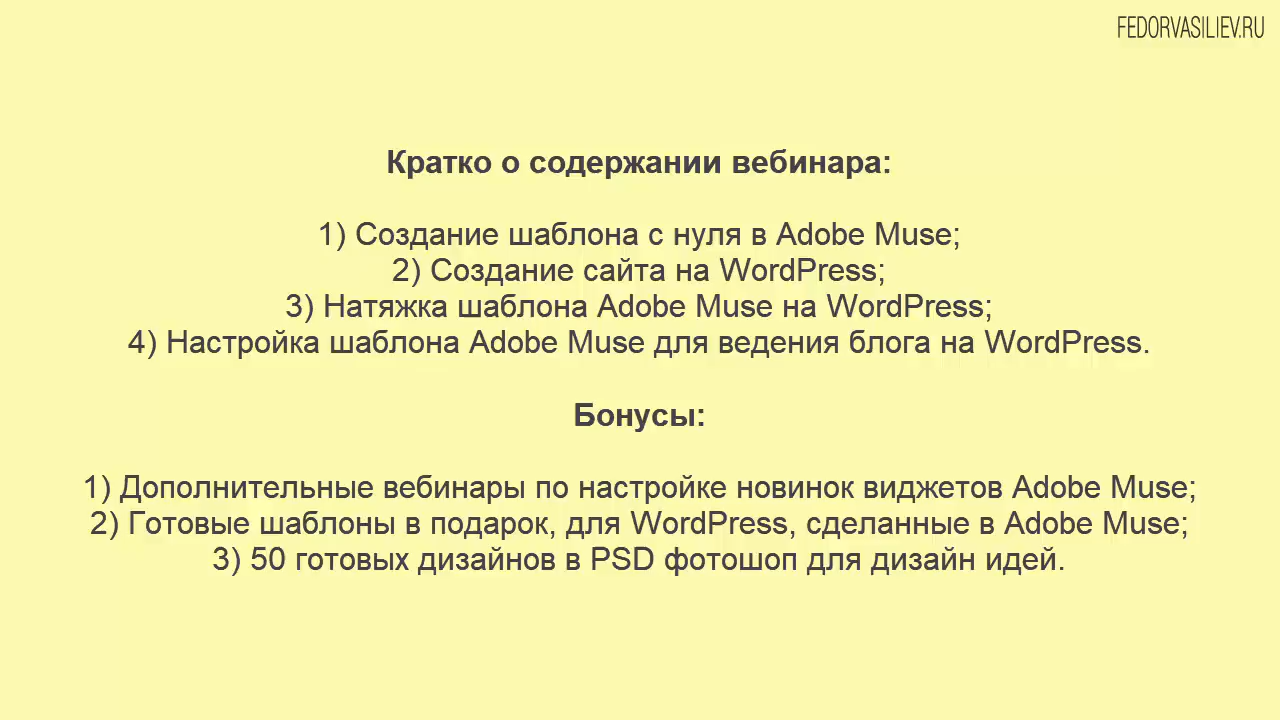 FEDORVASILIEV.RU
Кратко о содержании вебинара:
1) Создание шаблона с нуля в Adobe Muse;
2) Создание сайта на WordPress;
3) Натяжка шаблона Adobe Muse на WordPress;
4) Настройка шаблона Adobe Muse для ведения блога на WordPress.
Бонусы:
1) Дополнительные вебинары по настройке новинок виджетов Adobe Muse;
2) Готовые шаблоны в подарок, для WordPress, сделанные в Adobe Muse;
3) 50 готовых дизайнов в PSD фотошоп для дизайн идей.